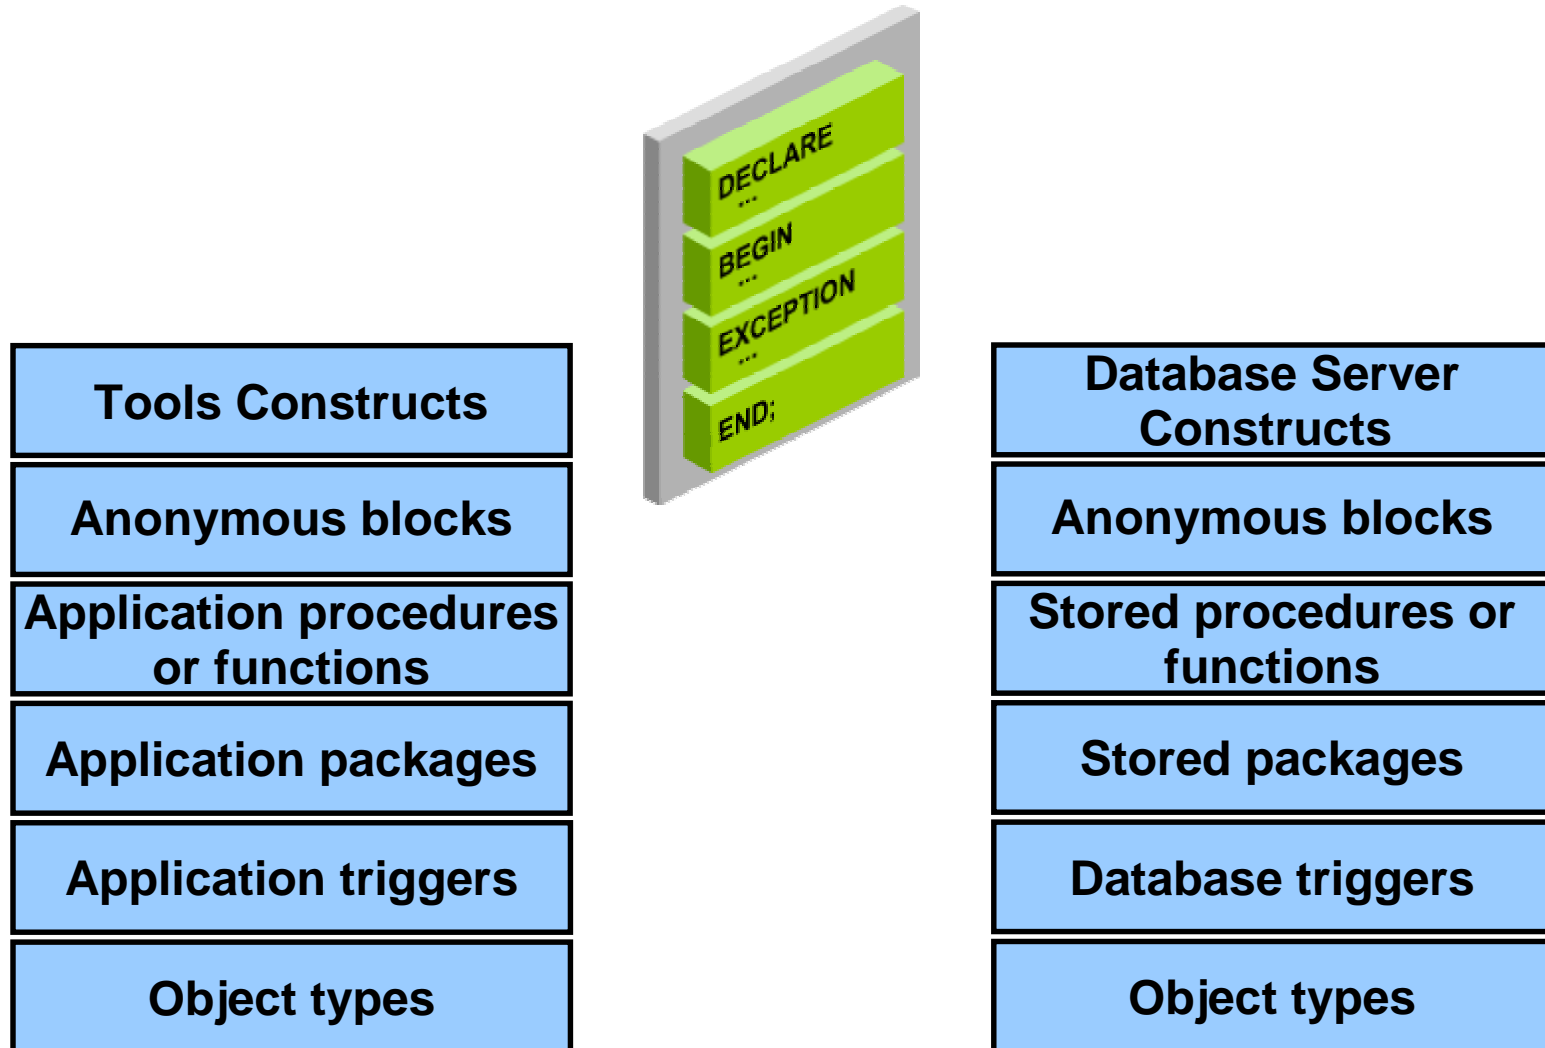 DECLARE
...
BEGIN
...
EXCEPTION
...
END;
Tools Constructs
Anonymous blocks
Application procedures
or functions
Application packages
Application triggers
Object types
Database Server
Constructs
Anonymous blocks
Stored procedures or
functions
Stored packages
Database triggers
Object types